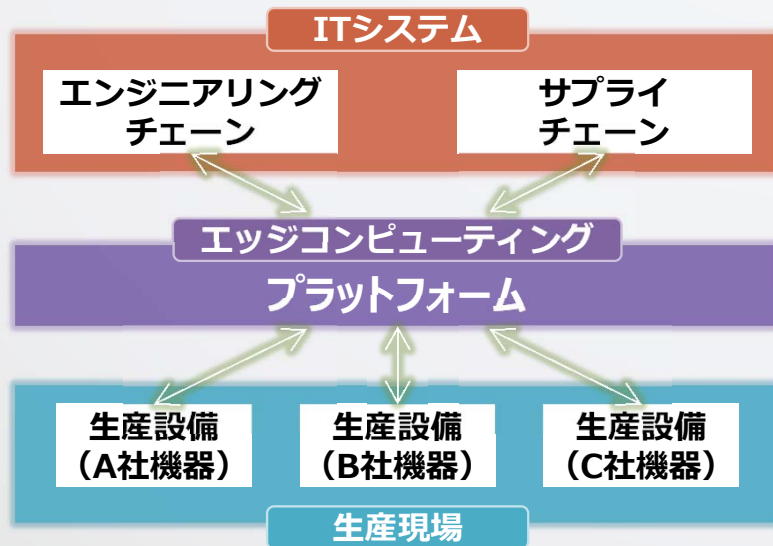 ITシステム
エンジニアリング
チェーン
サプライ
チェーン
エッジコンピューティング
プラットフォーム
生産設備
（A社機器）
生産設備
（B社機器）
生産設備
（C社機器）
生産現場